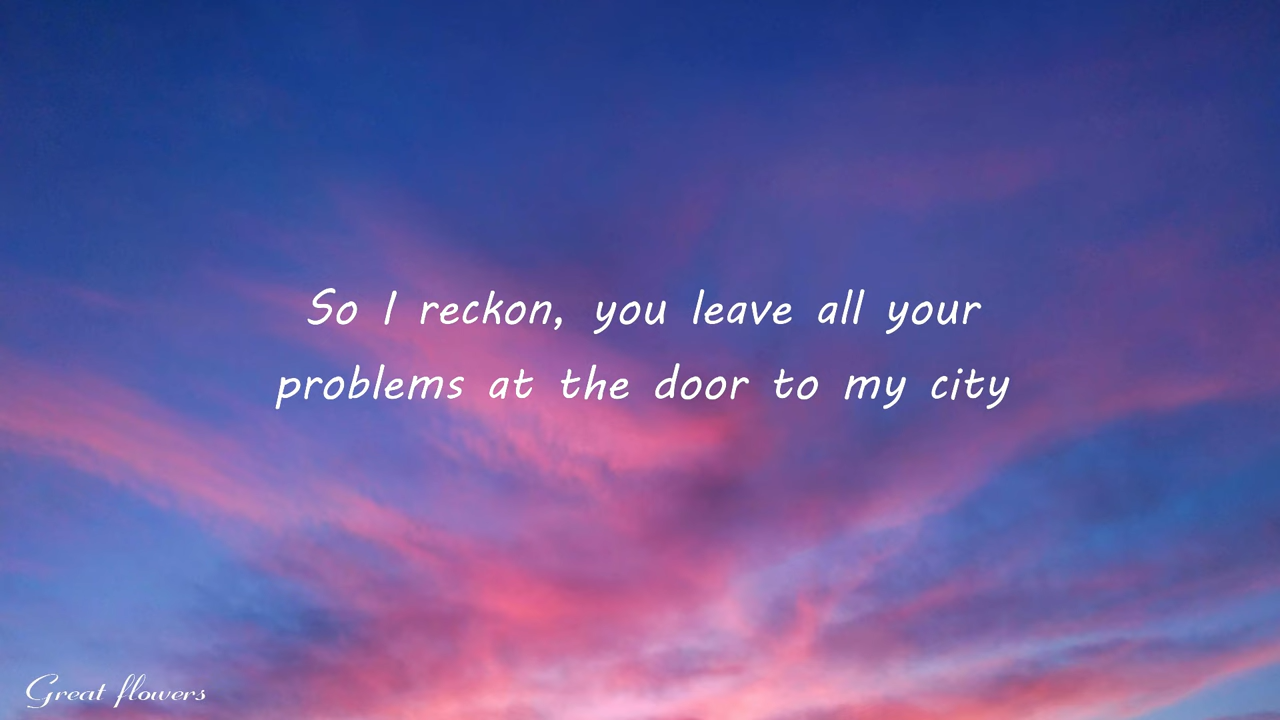 So I reckon, you leave all your
problems at the door to my city
Great flowers